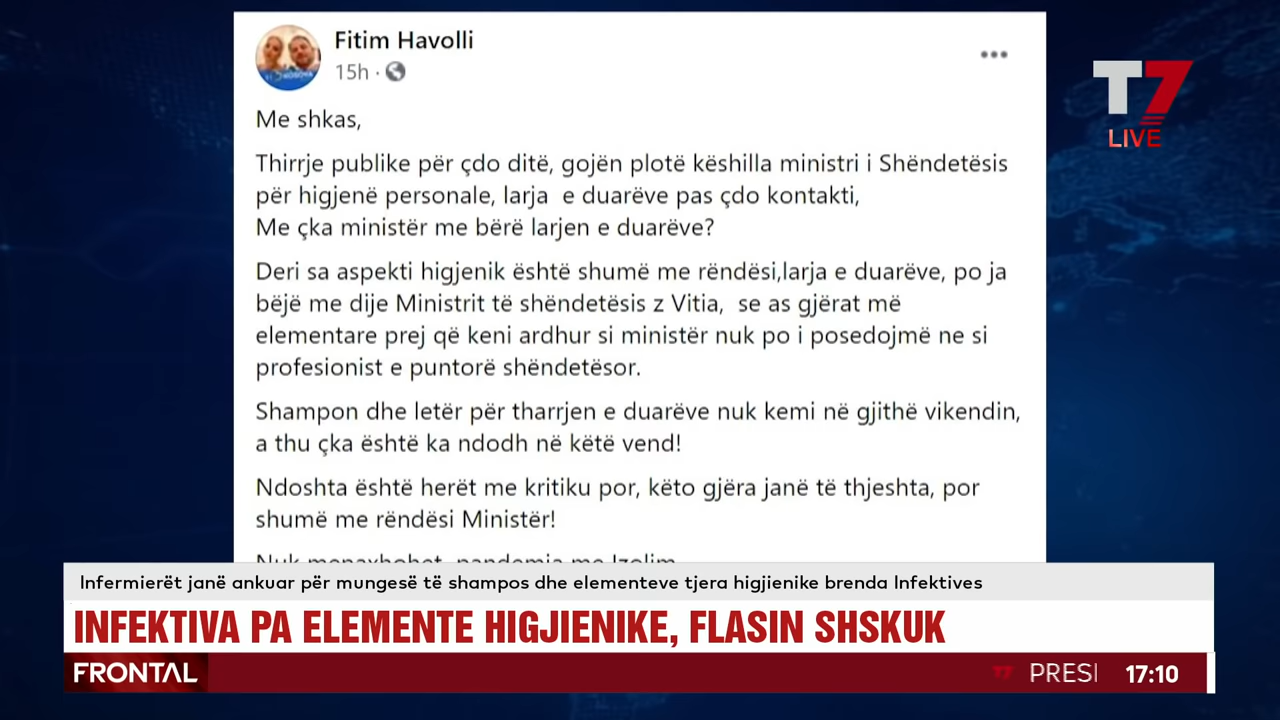 Fitim Havolli
15h ·
Me shkas,
Thirrje publike për çdo ditë, gojën plotë këshilla ministri i Shëndetësis
për higjenë personale, larja e duarëve pas çdo kontakti,
Me çka ministër me bërë larjen e duarëve?
Deri sa aspekti higjenik është shumë me rëndësi,larja e duarëve, po ja
bëjë me dije Ministrit të shëndetësis z Vitia, se as gjërat më
elementare prej që keni ardhur si ministër nuk po i posedojmë ne si
profesionist e puntorë shëndetësor.
Shampon dhe letër për tharrjen e duarëve nuk kemi në gjithë vikendin,
a thu çka është ka ndodh në këtë vend!
Ndoshta është herët me kritiku por, këto gjëra janë të thjeshta, por
shumë me rëndësi Ministër!
Nuk menaxhohet pandemia me Izolim
T7
LIVE
Infermierët janë ankuar për mungesë të shampos dhe elementeve tjera higjienike brenda Infektives
INFEKTIVA PA ELEMENTE HIGJIENIKE, FLASIN SHSKUK
FRONTAL
PRESI
17:10